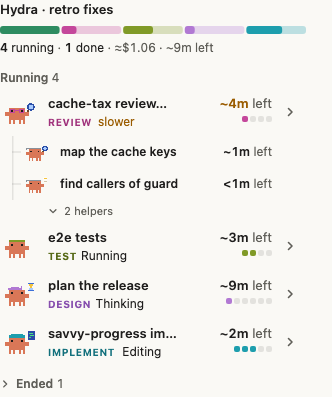 Hydra · retro fixes
4 running · 1 done · ≈$1.06 · ~9m left
Running 4
cache-tax review... ~4m left
REVIEW slower
map the cache keys ~1m left
find callers of guard <1m left
2 helpers
e2e tests ~3m left
TEST Running
plan the release ~9m left
DESIGN Thinking
savvy-progress im... ~2m left
IMPLEMENT Editing
Ended 1